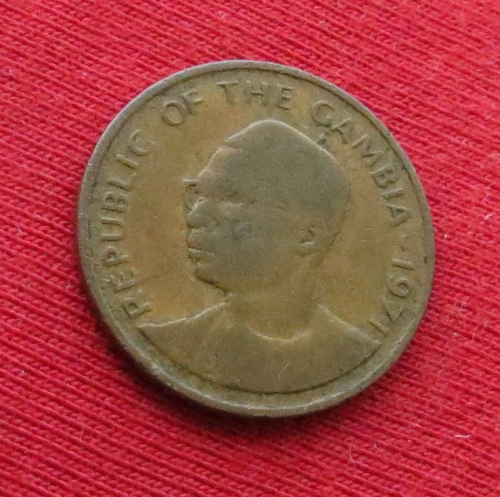 REPUBLIC OF THE GAMBIA · 1971